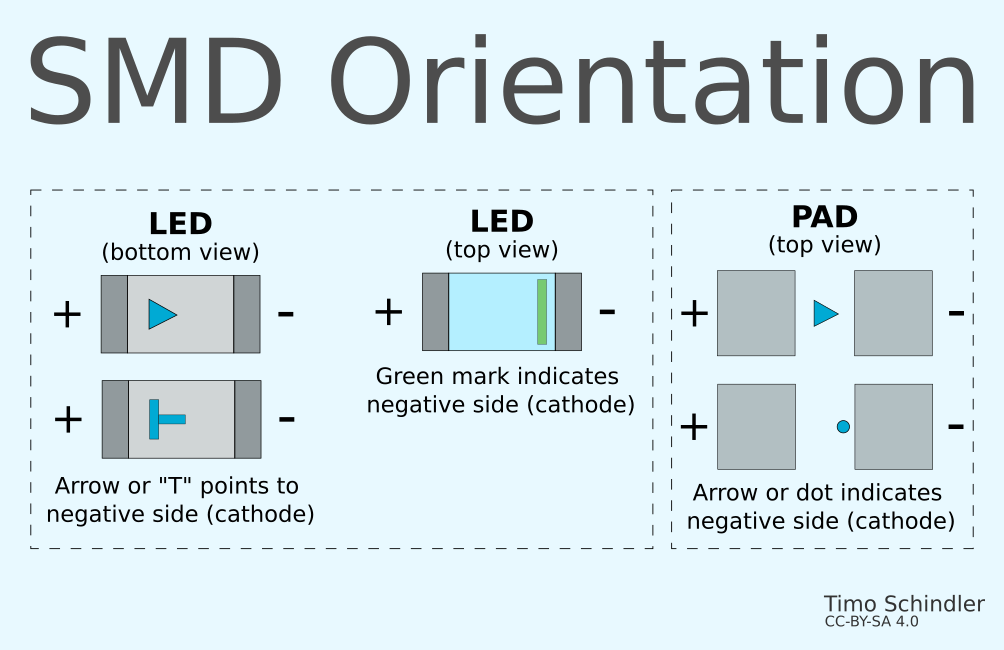 SMD Orientation
LED
(bottom view)
+ -
+ -
Arrow or "T" points to
negative side (cathode)
LED
(top view)
+ -
Green mark indicates
negative side (cathode)
PAD
(top view)
+ -
+ -
Arrow or dot indicates
negative side (cathode)
Timo Schindler
CC-BY-SA 4.0